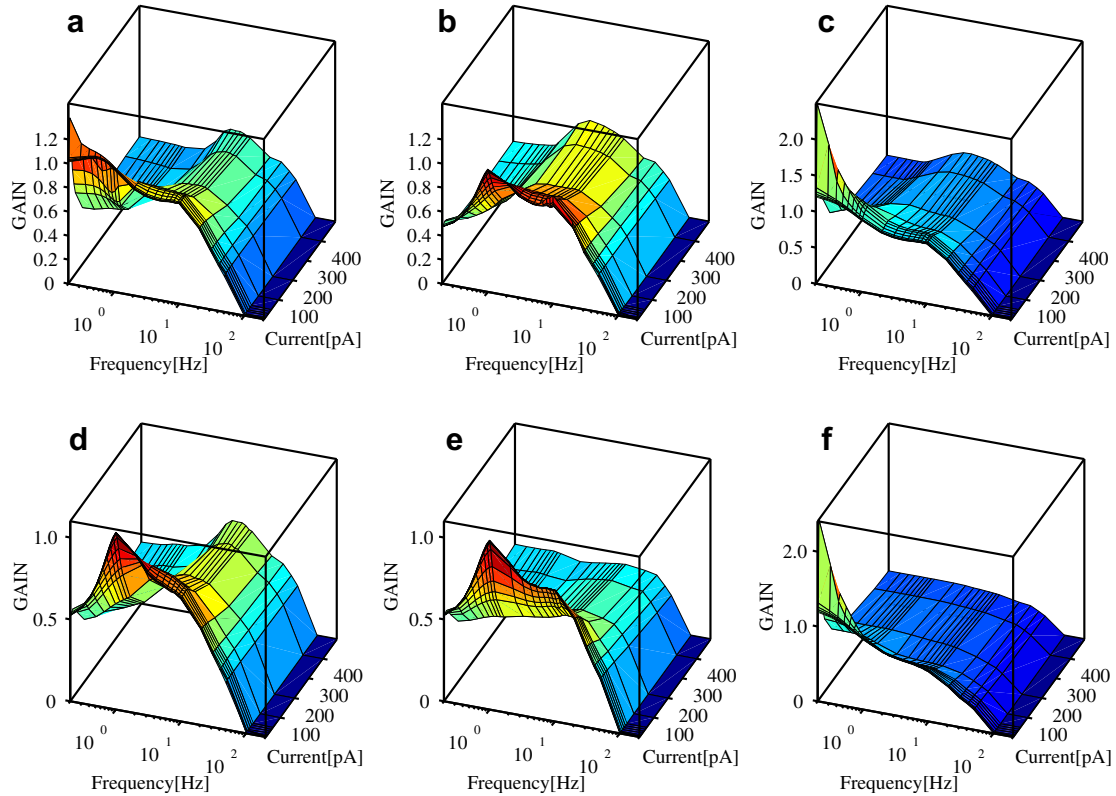 a
b
c
1.2
1.0
0.8
0.6
0.4
0.2
0
GAIN
10 0
10 1
10 2
Frequency[Hz]
100
200
300
400
Current[pA]
1.2
1.0
0.8
0.6
0.4
0.2
0
GAIN
10 0
10 1
10 2
Frequency[Hz]
100
200
300
400
Current[pA]
2.0
1.5
1.0
0.5
0
GAIN
10 0
10 1
10 2
Frequency[Hz]
100
200
300
400
Current[pA]
d
e
f
1.0
0.5
0
GAIN
10 0
10 1
10 2
Frequency[Hz]
100
200
300
400
Current[pA]
1.0
0.5
0
GAIN
10 0
10 1
10 2
Frequency[Hz]
100
200
300
400
Current[pA]
2.0
1.0
0
GAIN
10 0
10 1
10 2
Frequency[Hz]
100
200
300
400
Current[pA]